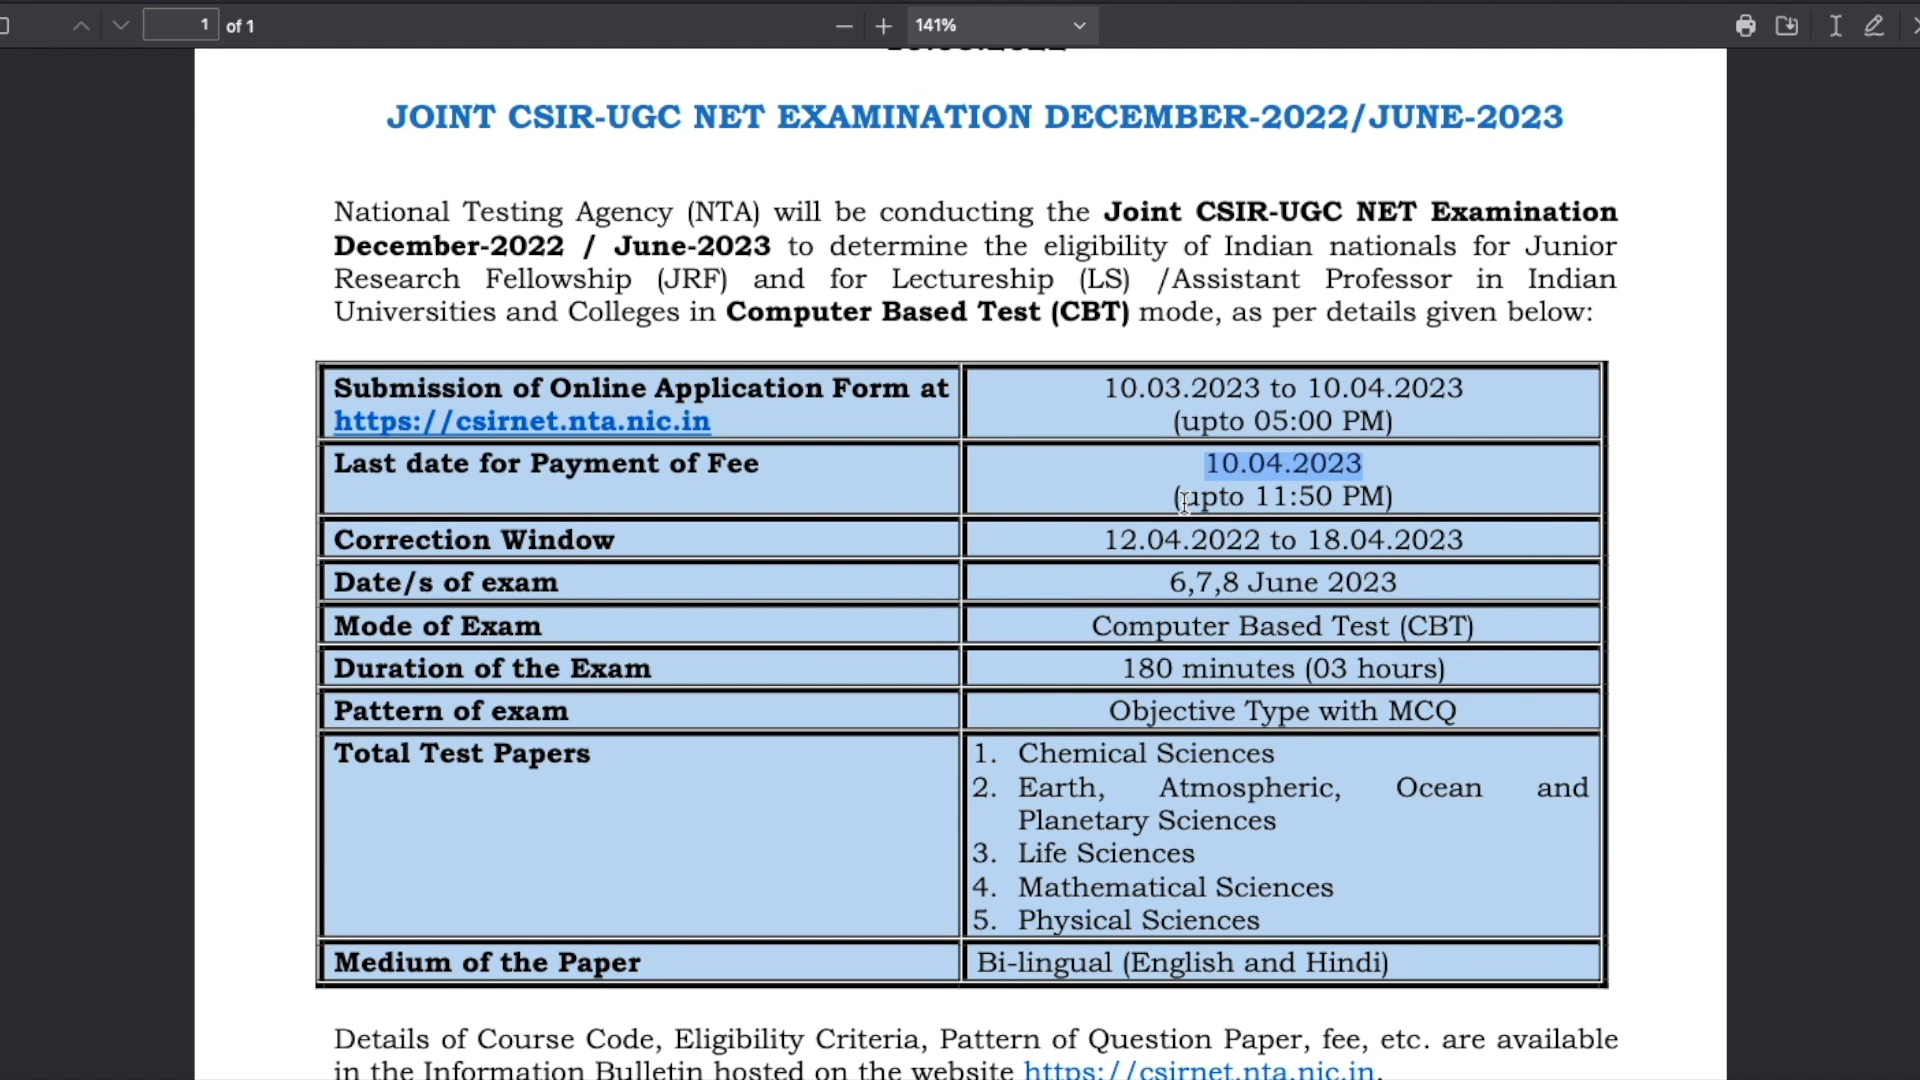 1 of 1 141%
JOINT CSIR-UGC NET EXAMINATION DECEMBER-2022/JUNE-2023
National Testing Agency (NTA) will be conducting the Joint CSIR-UGC NET Examination
December-2022 / June-2023 to determine the eligibility of Indian nationals for Junior
Research Fellowship (JRF) and for Lectureship (LS) /Assistant Professor in Indian
Universities and Colleges in Computer Based Test (CBT) mode, as per details given below:
Submission of Online Application Form at
https://csirnet.nta.nic.in
10.03.2023 to 10.04.2023
(upto 05:00 PM)
Last date for Payment of Fee
10.04.2023
(upto 11:50 PM)
Correction Window
12.04.2022 to 18.04.2023
Date/s of exam
6,7,8 June 2023
Mode of Exam
Computer Based Test (CBT)
Duration of the Exam
180 minutes (03 hours)
Pattern of exam
Objective Type with MCQ
Total Test Papers
1. Chemical Sciences
2. Earth, Atmospheric, Ocean and
Planetary Sciences
3. Life Sciences
4. Mathematical Sciences
5. Physical Sciences
Medium of the Paper
Bi-lingual (English and Hindi)
Details of Course Code, Eligibility Criteria, Pattern of Question Paper, fee, etc. are available
in the Information Bulletin hosted on the website https://csirnet.nta.nic.in.